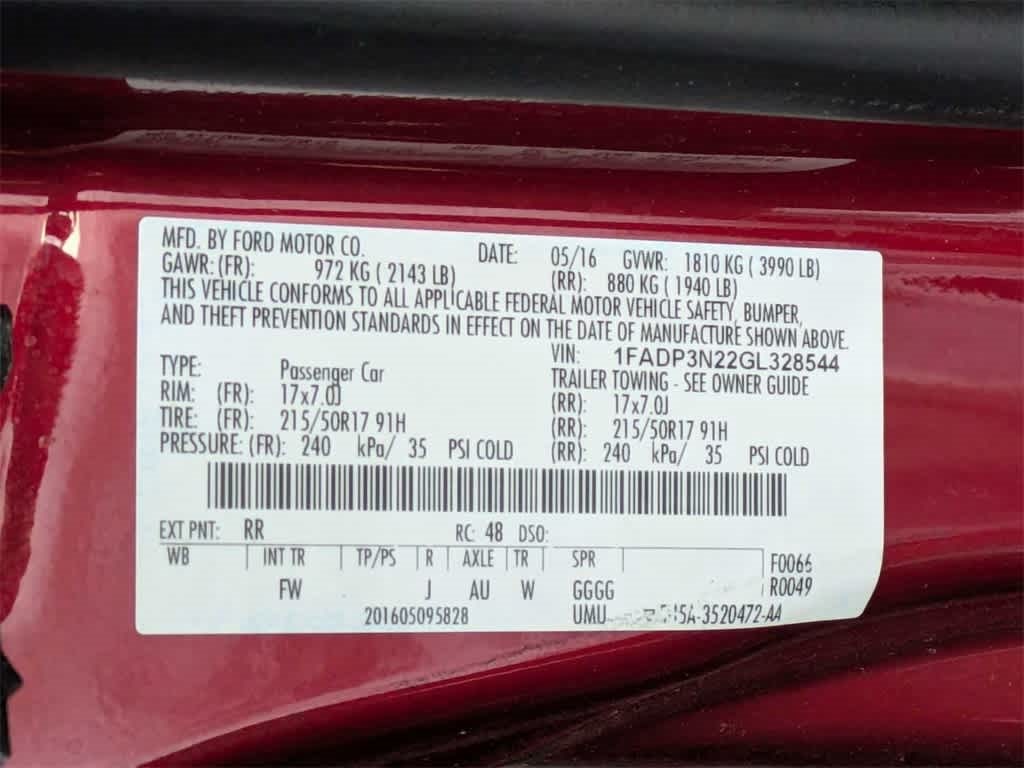 MFD. BY FORD MOTOR CO. DATE: 05/16 GVWR: 1810 KG ( 3990 LB)
GAWR: (FR): 972 KG ( 2143 LB) (RR): 880 KG ( 1940 LB)
THIS VEHICLE CONFORMS TO ALL APPLICABLE FEDERAL MOTOR VEHICLE SAFETY, BUMPER,
AND THEFT PREVENTION STANDARDS IN EFFECT ON THE DATE OF MANUFACTURE SHOWN ABOVE.
VIN: 1FADP3N22GL328544
TYPE: Passenger Car TRAILER TOWING - SEE OWNER GUIDE
RIM: (FR): 17x7.0J (RR): 17x7.0J
TIRE: (FR): 215/50R17 91H (RR): 215/50R17 91H
PRESSURE: (FR): 240 kPa/ 35 PSI COLD (RR): 240 kPa/ 35 PSI COLD
EXT PNT: RR RC: 48 DSO:
WB INT TR TP/PS R AXLE TR SPR F0066
FW J AU W GGGG R0049
201605095828 UMU 15A-3520472-AA